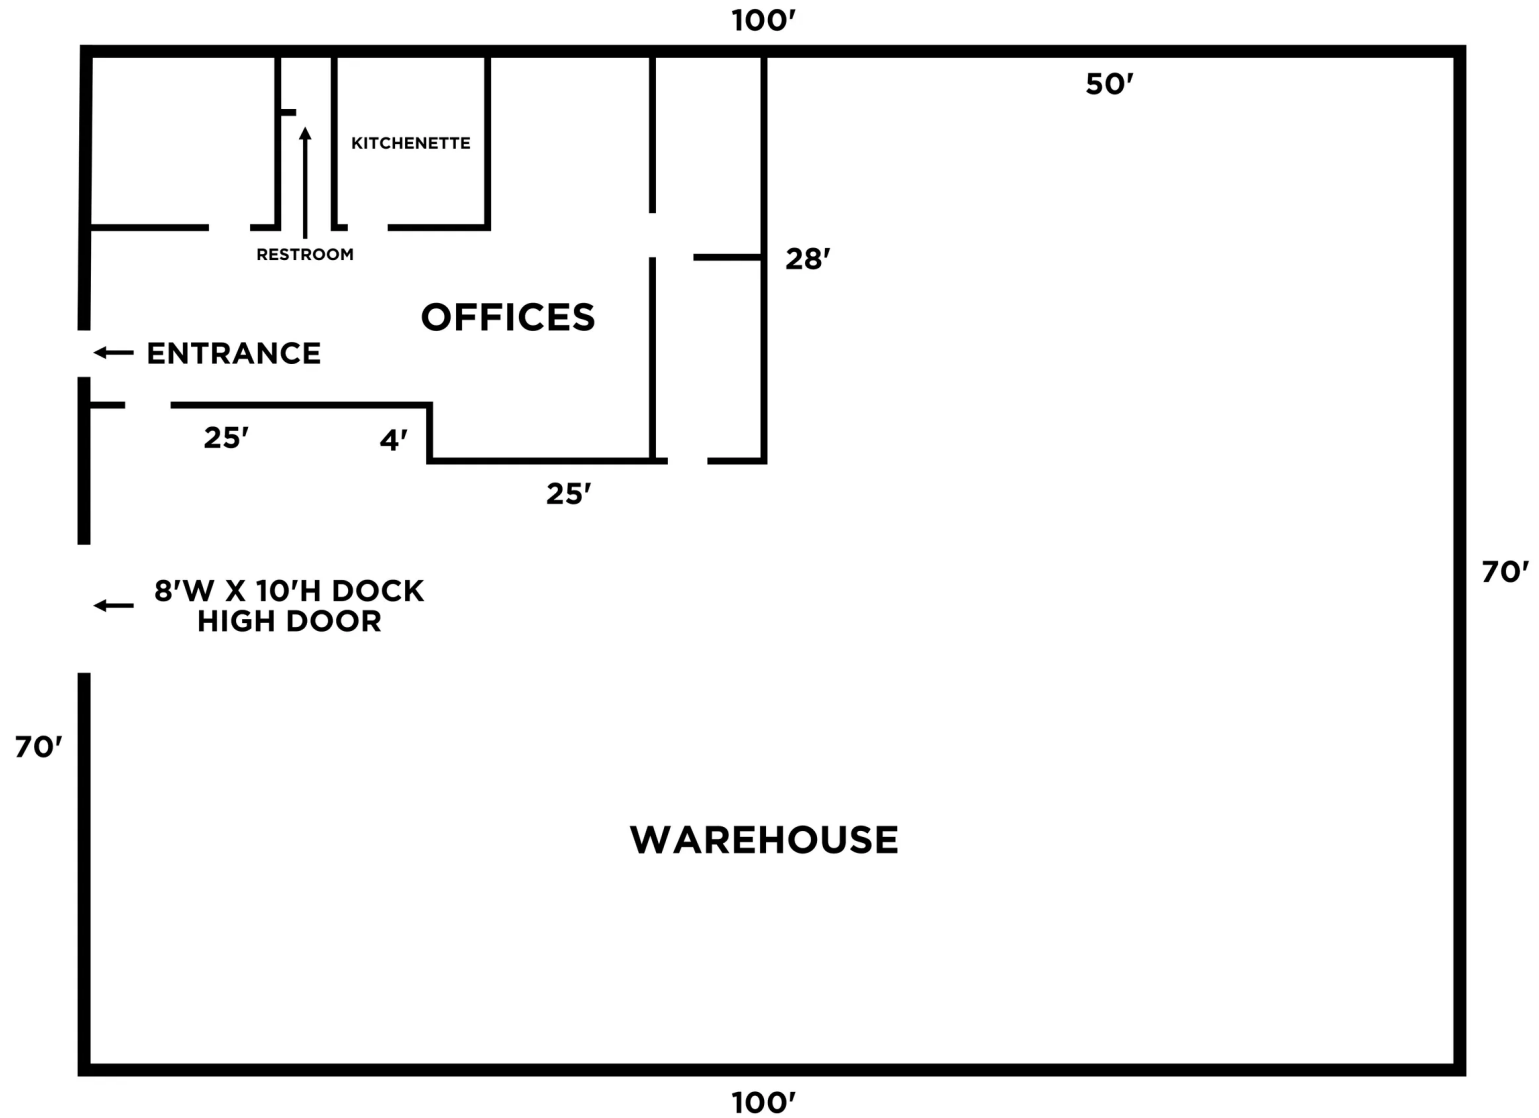 100'
50'
KITCHENETTE
RESTROOM
28'
OFFICES
ENTRANCE
25'
4'
25'
70'
8'W X 10'H DOCK
HIGH DOOR
70'
WAREHOUSE
100'